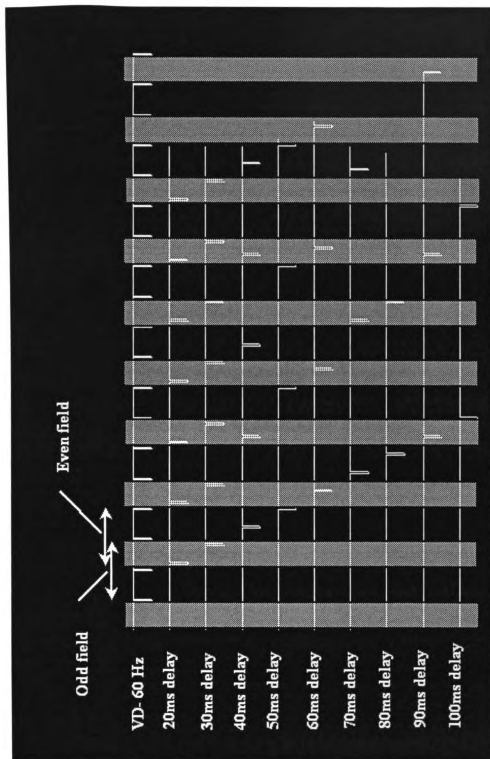 Even field
Odd field
VD- 60 Hz
20ms delay
30ms delay
40ms delay
50ms delay
60ms delay
70ms delay
80ms delay
90ms delay
100ms delay